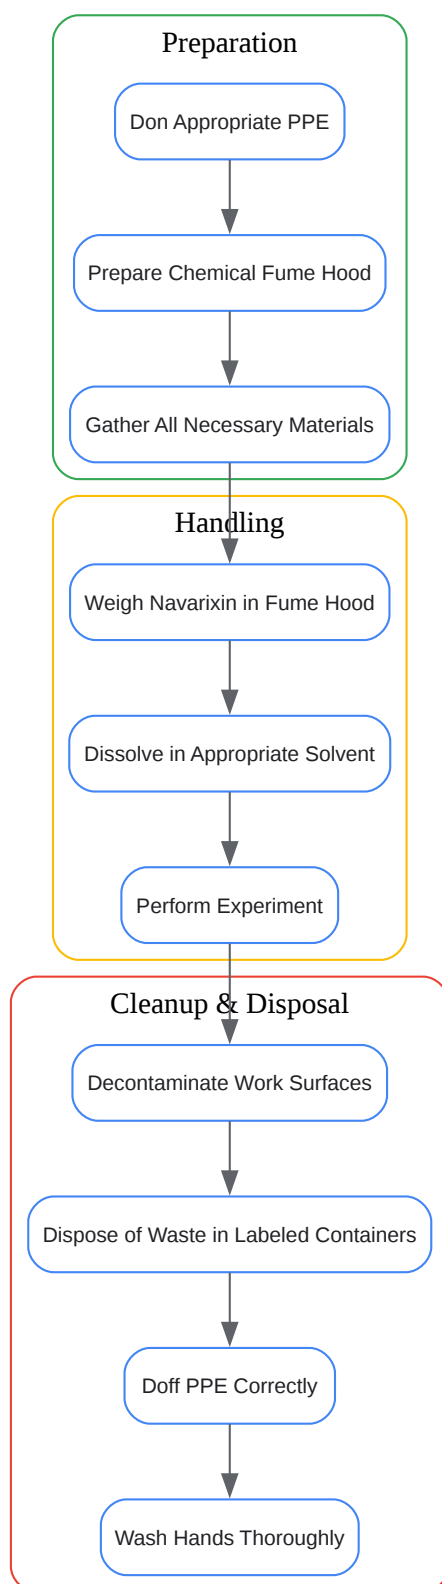 Preparation
Don Appropriate PPE
Prepare Chemical Fume Hood
Gather All Necessary Materials
Handling
Weigh Navarixin in Fume Hood
Dissolve in Appropriate Solvent
Perform Experiment
Cleanup & Disposal
Decontaminate Work Surfaces
Dispose of Waste in Labeled Containers
Doff PPE Correctly
Wash Hands Thoroughly